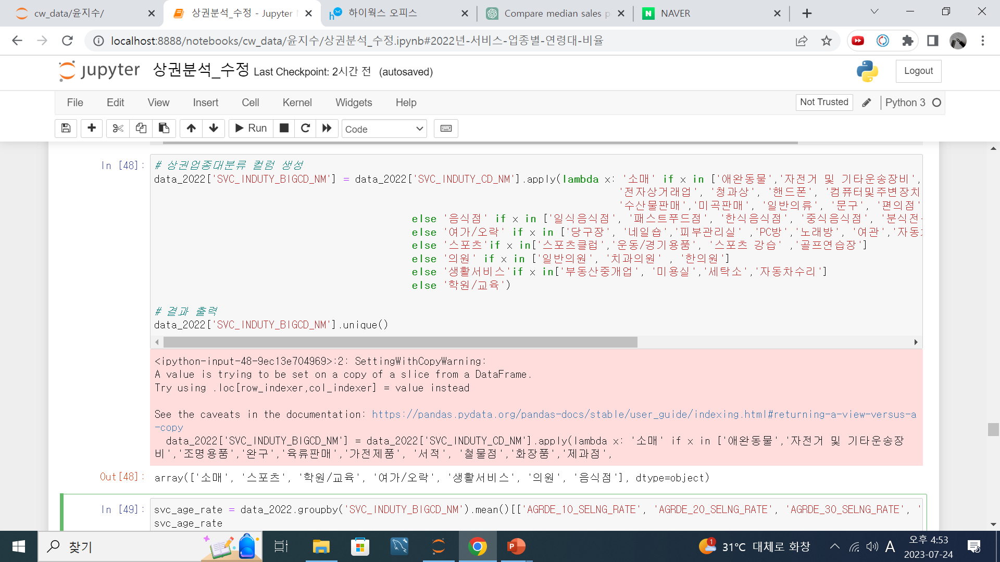 cw_data/윤지수/
상권분석_수정 - Jupyter
하이웍스 오피스
Compare median sales p
NAVER
localhost:8888/notebooks/cw_data/윤지수/상권분석_수정.ipynb#2022년-서비스-업종별-연령대-비율
jupyter 상권분석_수정 Last Checkpoint: 2시간 전 (autosaved)
Logout
File Edit View Insert Cell Kernel Widgets Help
Not Trusted
Python 3
Run
Code
In [48]:
# 상권업종대분류 컬럼 생성
data_2022['SVC_INDUTY_BIGCD_NM'] = data_2022['SVC_INDUTY_CD_NM'].apply(lambda x: '소매' if x in ['애완동물','자전거 및 기타운송장비',
'전자상거래업', '청과상', '핸드폰', '컴퓨터및주변장치
'수산물판매','미곡판매', '일반의류', '문구', '편의점'
else '음식점' if x in ['일식음식점', '패스트푸드점', '한식음식점', '중식음식점', '분식전
else '여가/오락' if x in ['당구장', '네일숍','피부관리실' ,'PC방','노래방', '여관','자동차
else '스포츠'if x in['스포츠클럽','운동/경기용품', '스포츠 강습' ,'골프연습장']
else '의원' if x in ['일반의원', '치과의원' , '한의원']
else '생활서비스'if x in['부동산중개업', '미용실','세탁소','자동차수리']
else '학원/교육')
# 결과 출력
data_2022['SVC_INDUTY_BIGCD_NM'].unique()
<ipython-input-48-9ec13e704969>:2: SettingWithCopyWarning:
A value is trying to be set on a copy of a slice from a DataFrame.
Try using .loc[row_indexer,col_indexer] = value instead
See the caveats in the documentation: https://pandas.pydata.org/pandas-docs/stable/user_guide/indexing.html#returning-a-view-versus-a
-copy
data_2022['SVC_INDUTY_BIGCD_NM'] = data_2022['SVC_INDUTY_CD_NM'].apply(lambda x: '소매' if x in ['애완동물','자전거 및 기타운송장
비','조명용품','완구','육류판매','가전제품', '서적', '철물점','화장품','제과점',
Out[48]:
array(['소매', '스포츠', '학원/교육', '여가/오락', '생활서비스', '의원', '음식점'], dtype=object)
In [49]:
svc_age_rate = data_2022.groupby('SVC_INDUTY_BIGCD_NM').mean()[['AGRDE_10_SELNG_RATE', 'AGRDE_20_SELNG_RATE', 'AGRDE_30_SELNG_RATE', '
svc_age_rate
찾기
1
31°C 대체로 화창
A
오후 4:53
2023-07-24